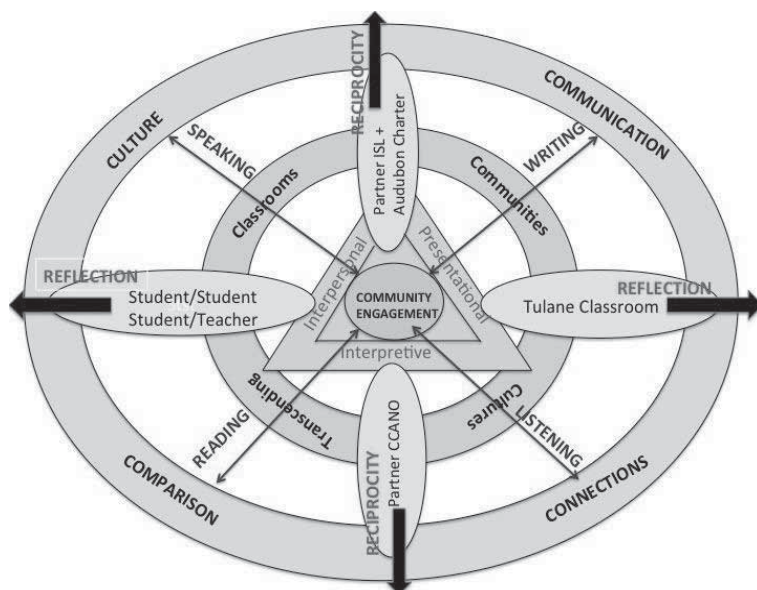 RECIPROCITY
Partner ISL +
Audubon Charter
CULTURE
COMMUNICATION
SPEAKING
WRITING
Classrooms
Communities
Interpersonal
Presentational
REFLECTION
Student/Student
Student/Teacher
COMMUNITY
ENGAGEMENT
REFLECTION
Tulane Classroom
Interpretive
Transcending
Cultures
READING
LISTENING
RECIPROCITY
Partner CCANO
COMPARISON
CONNECTIONS